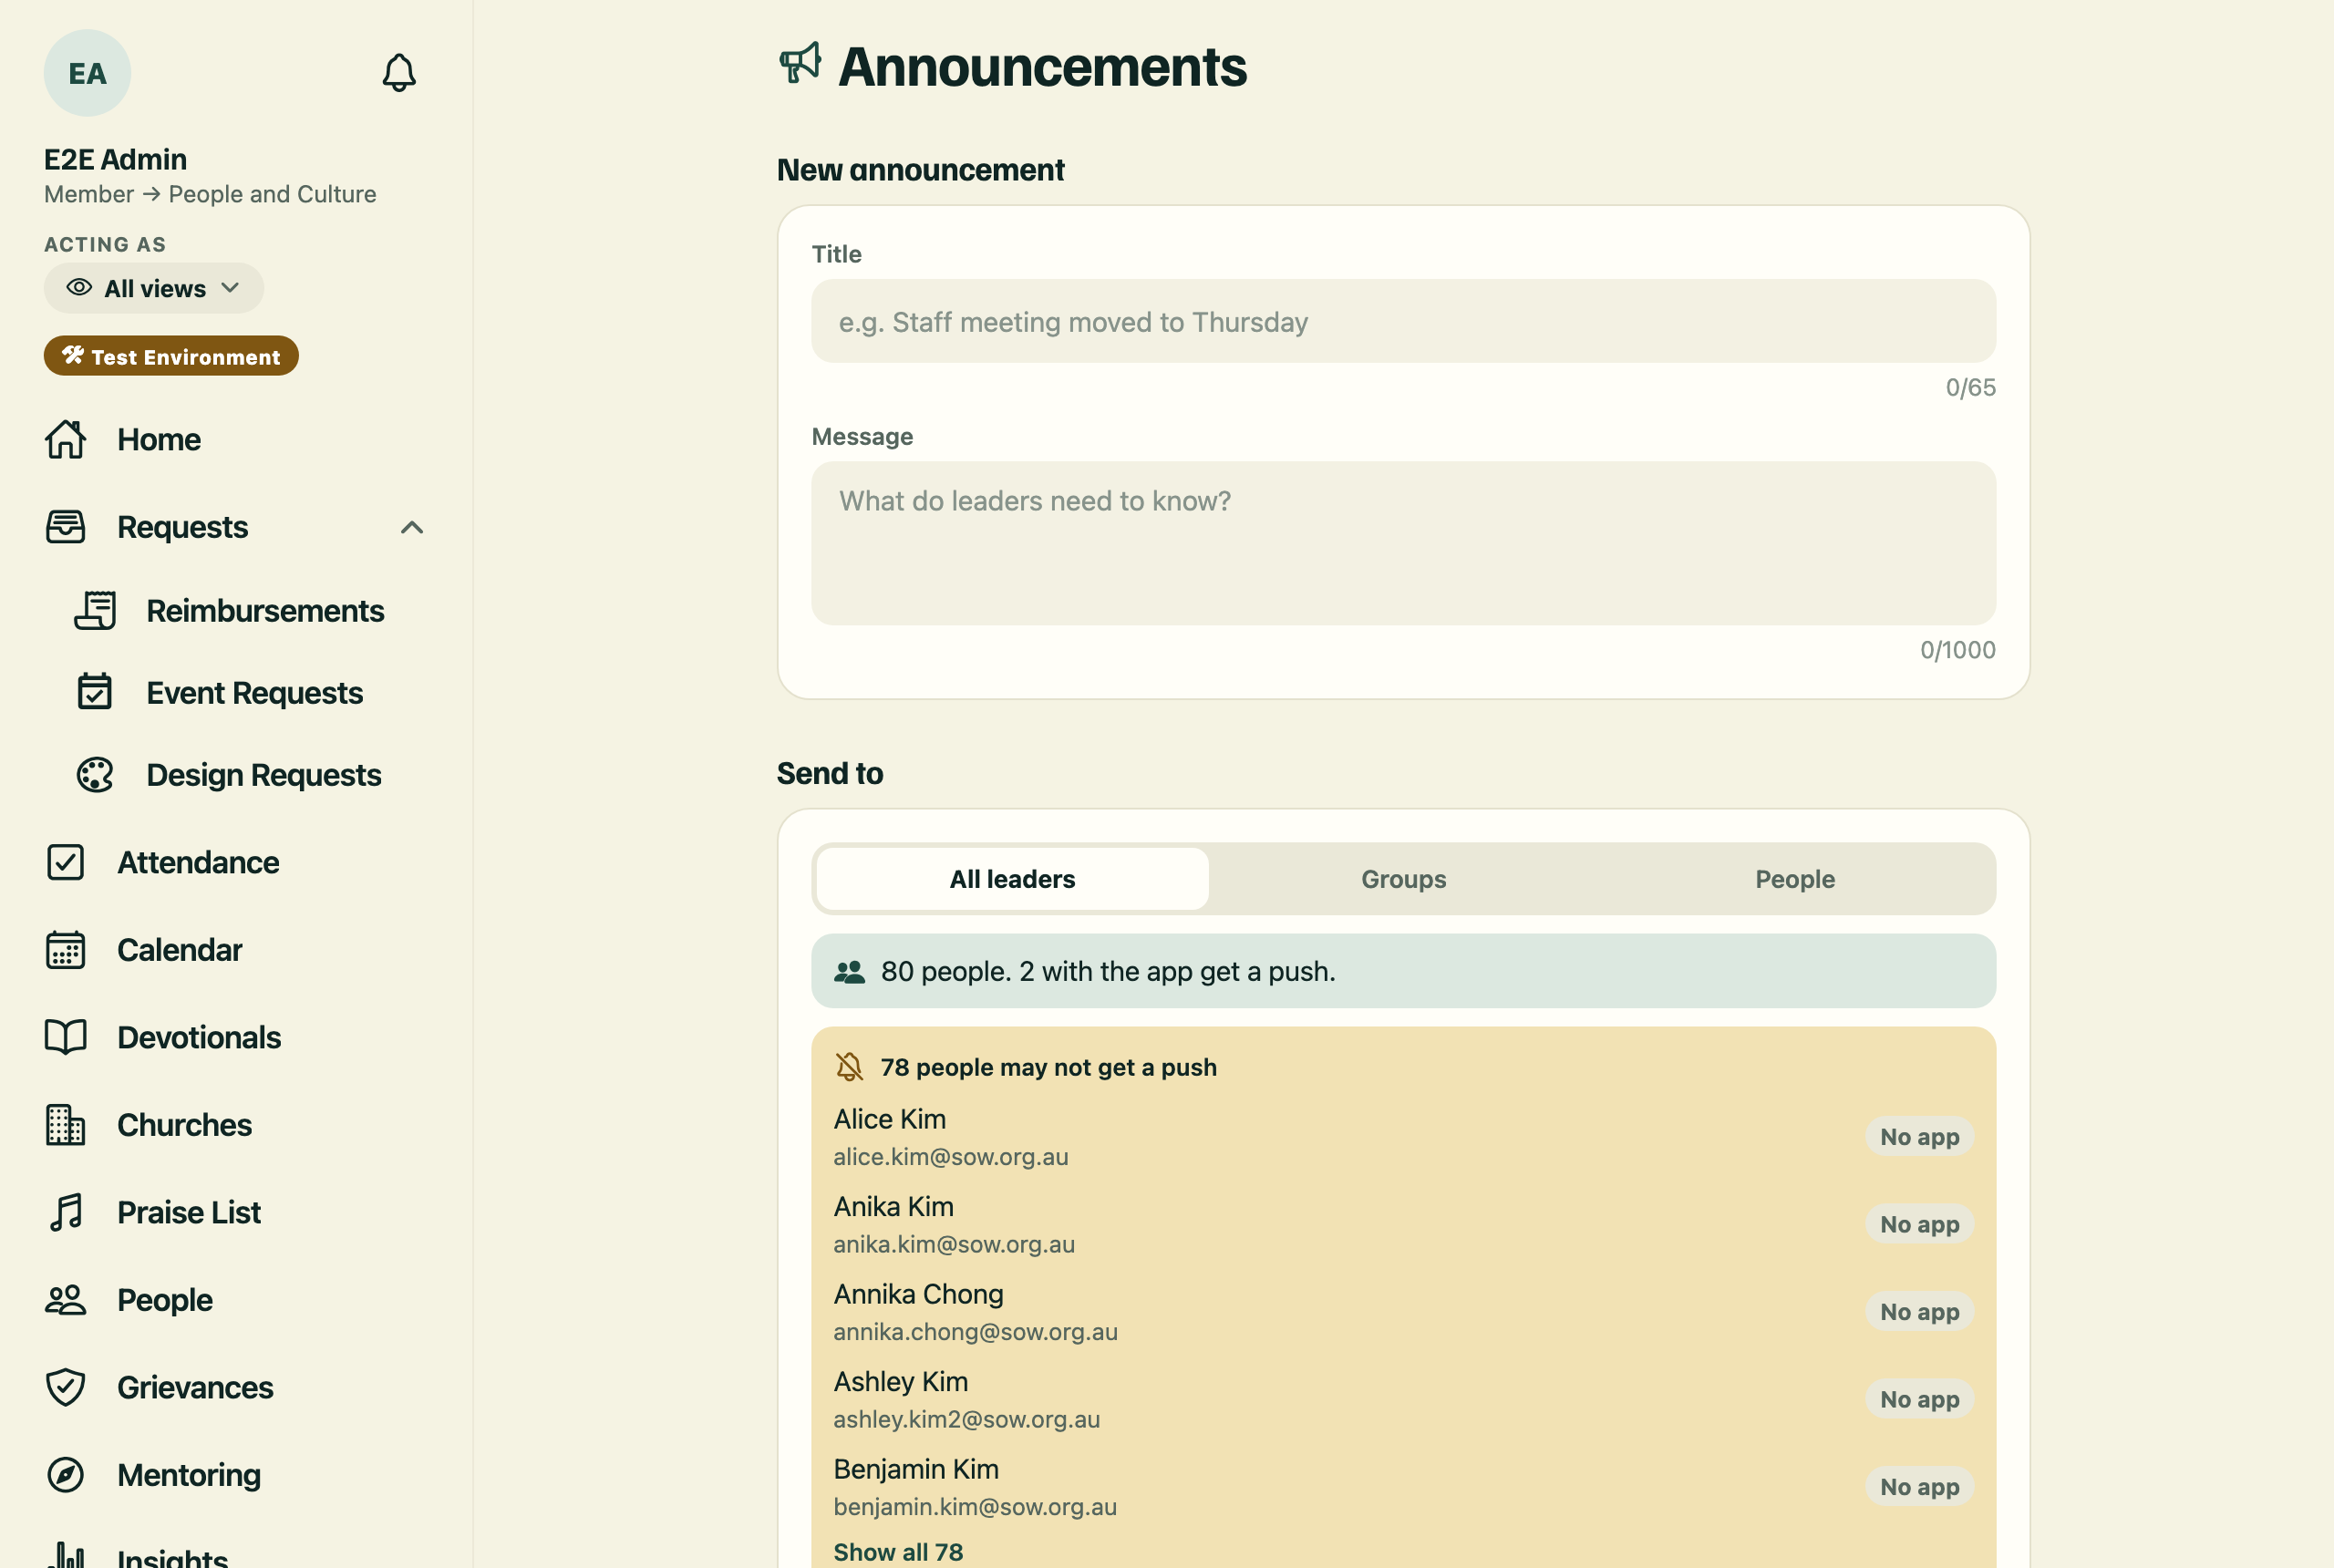 EA
E2E Admin
Member → People and Culture
ACTING AS
All views
Test Environment
Home
Requests
Reimbursements
Event Requests
Design Requests
Attendance
Calendar
Devotionals
Churches
Praise List
People
Grievances
Mentoring
Insights
Announcements
New announcement
Title
e.g. Staff meeting moved to Thursday
0/65
Message
What do leaders need to know?
0/1000
Send to
All leaders
Groups
People
80 people. 2 with the app get a push.
78 people may not get a push
Alice Kim
alice.kim@sow.org.au
No app
Anika Kim
anika.kim@sow.org.au
No app
Annika Chong
annika.chong@sow.org.au
No app
Ashley Kim
ashley.kim2@sow.org.au
No app
Benjamin Kim
benjamin.kim@sow.org.au
No app
Show all 78